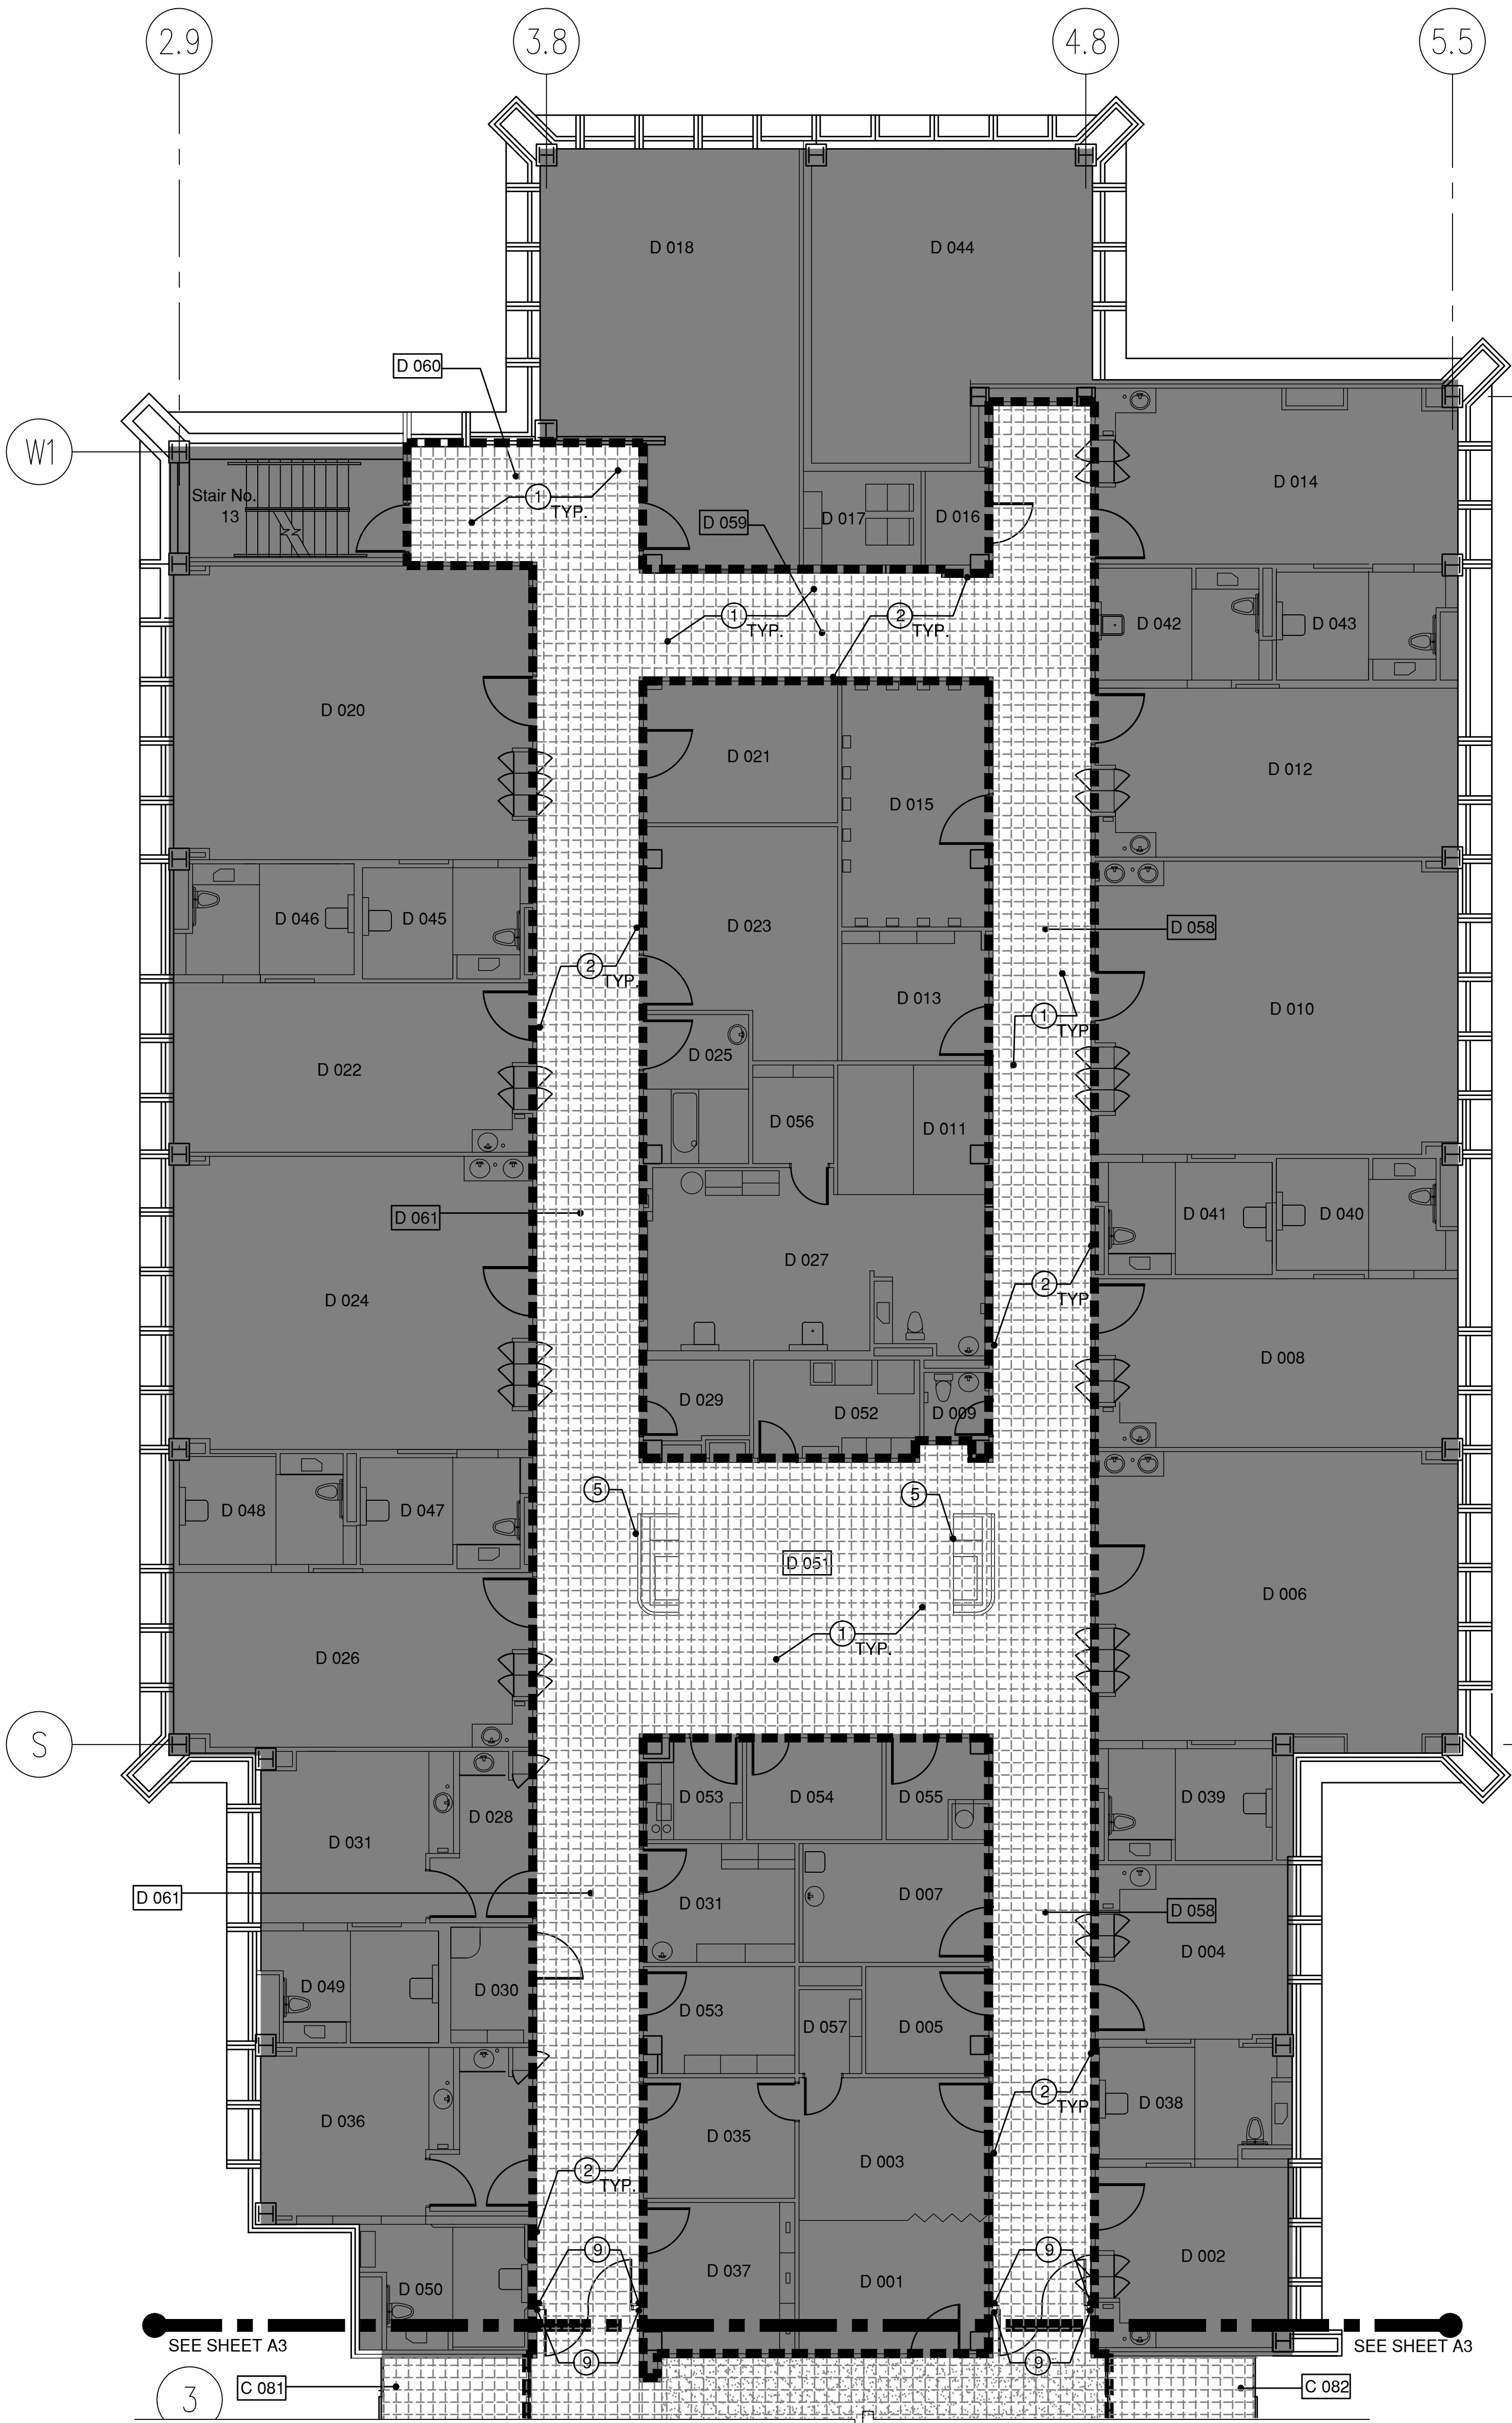 2.9
3.8
4.8
5.5
D 018
D 044
D 060
W1
Stair No.
13
1
TYP.
D 059
D 017
D 016
D 014
1
TYP.
2
TYP.
D 042
D 043
D 020
D 021
D 015
D 012
D 046
D 045
D 023
D 058
2
TYP.
D 013
D 010
1
TYP.
D 025
D 022
D 056
D 011
D 061
D 041
D 040
D 027
2
TYP.
D 024
D 008
D 029
D 052
D 009
5
5
D 048
D 047
D 051
D 006
1
TYP.
D 026
S
D 053
D 054
D 055
D 039
D 028
D 031
D 061
D 031
D 007
D 058
D 004
D 049
D 030
D 053
D 057
D 005
2
TYP.
D 038
D 036
D 035
D 003
2
TYP.
9
9
D 002
D 037
D 001
D 050
SEE SHEET A3
SEE SHEET A3
9
9
3
C 081
C 082